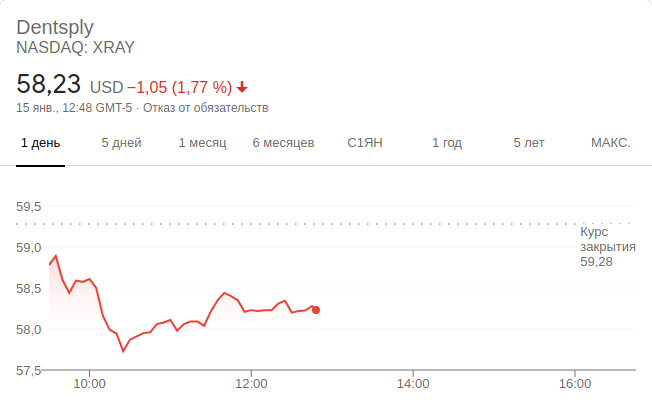 Dentsply
NASDAQ: XRAY
58,23 USD −1,05 (1,77 %)
15 янв., 12:48 GMT-5 · Отказ от обязательств
1 день 5 дней 1 месяц 6 месяцев С1ЯН 1 год 5 лет МАКС.
59,5
Курс
закрытия
59,28
59,0
58,5
58,0
57,5
10:00 12:00 14:00 16:00